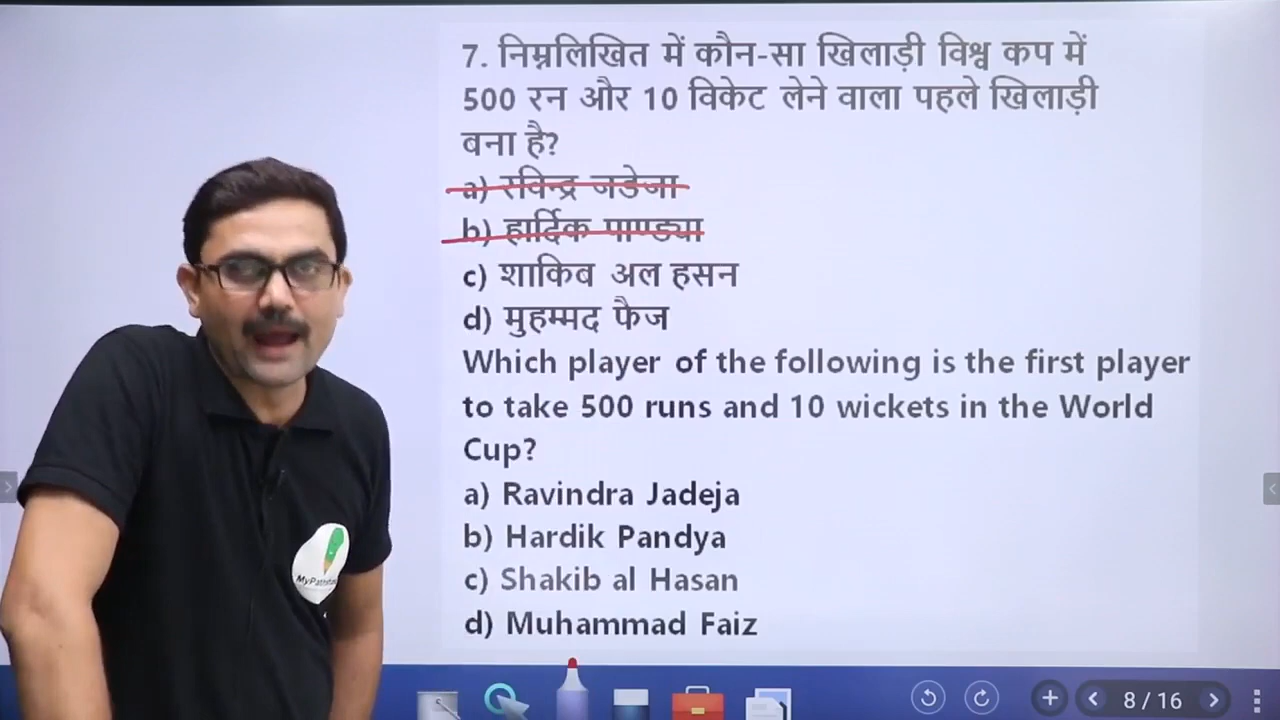 7. निम्नलिखित में कौन-सा खिलाड़ी विश्व कप में
500 रन और 10 विकेट लेने वाला पहले खिलाड़ी
बना है?
a) रविन्द्र जडेजा
b) हार्दिक पाण्ड्या
c) शाकिब अल हसन
d) मुहम्मद फैज
Which player of the following is the first player
to take 500 runs and 10 wickets in the World
Cup?
a) Ravindra Jadeja
b) Hardik Pandya
c) Shakib al Hasan
d) Muhammad Faiz
8 / 16